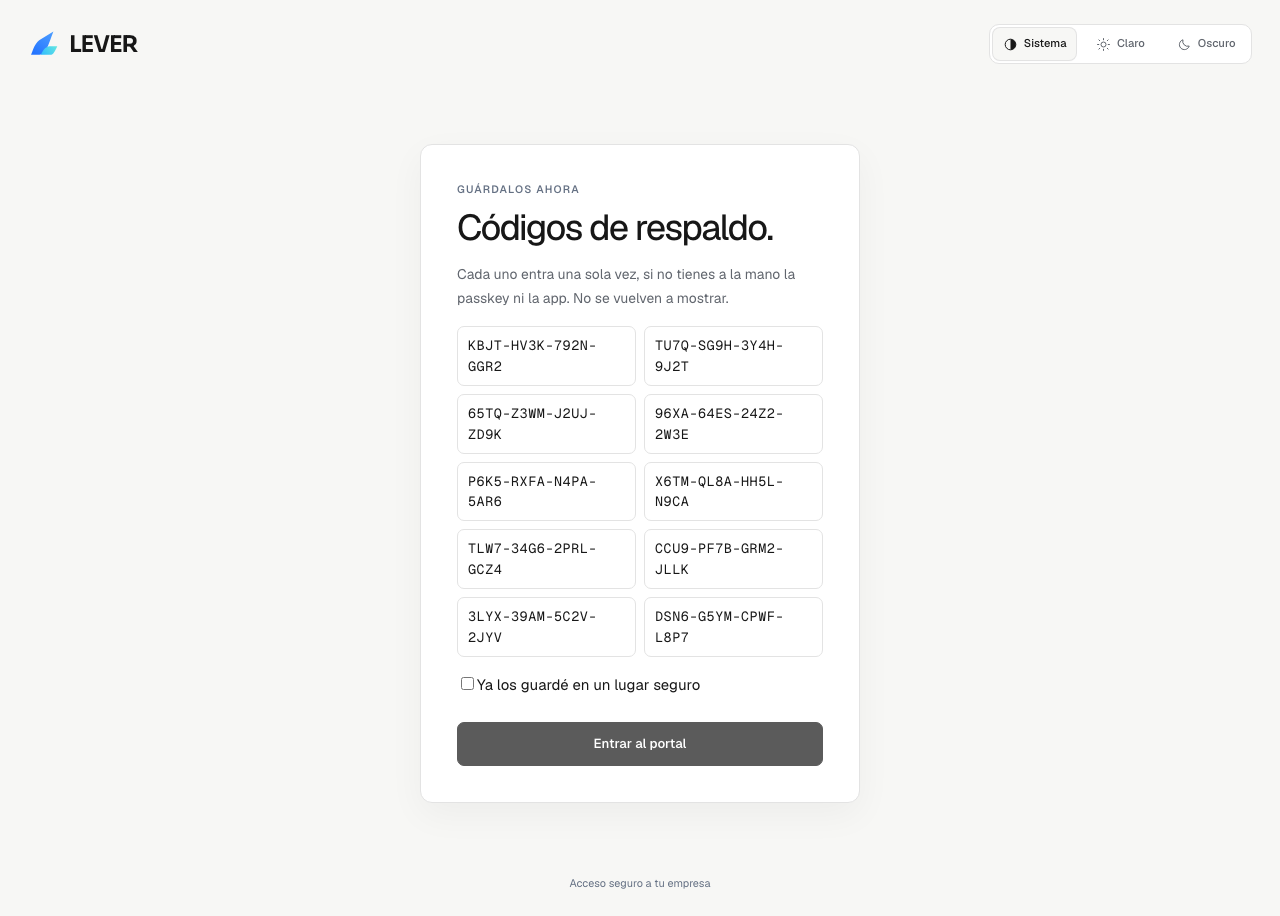 LEVER
Sistema
Claro
Oscuro
GUÁRDALOS AHORA
Códigos de respaldo.
Cada uno entra una sola vez, si no tienes a la mano la
passkey ni la app. No se vuelven a mostrar.
KBJT-HV3K-792N-
GGR2
TU7Q-SG9H-3Y4H-
9J2T
65TQ-Z3WM-J2UJ-
ZD9K
96XA-64ES-24Z2-
2W3E
P6K5-RXFA-N4PA-
5AR6
X6TM-QL8A-HH5L-
N9CA
TLW7-34G6-2PRL-
GCZ4
CCU9-PF7B-GRM2-
JLLK
3LYX-39AM-5C2V-
2JYV
DSN6-G5YM-CPWF-
L8P7
Ya los guardé en un lugar seguro
Entrar al portal
Acceso seguro a tu empresa